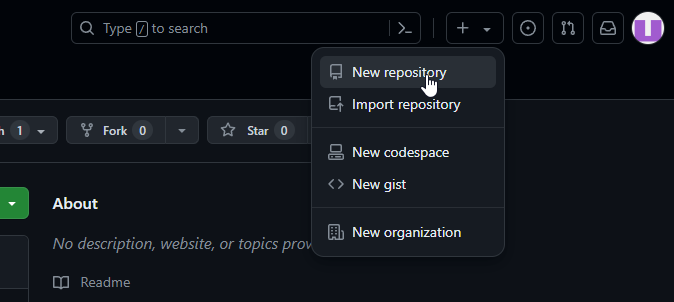 Type / to search
New repository
Import repository
1
Fork 0
Star 0
New codespace
New gist
About
No description, website, or topics
New organization
Readme